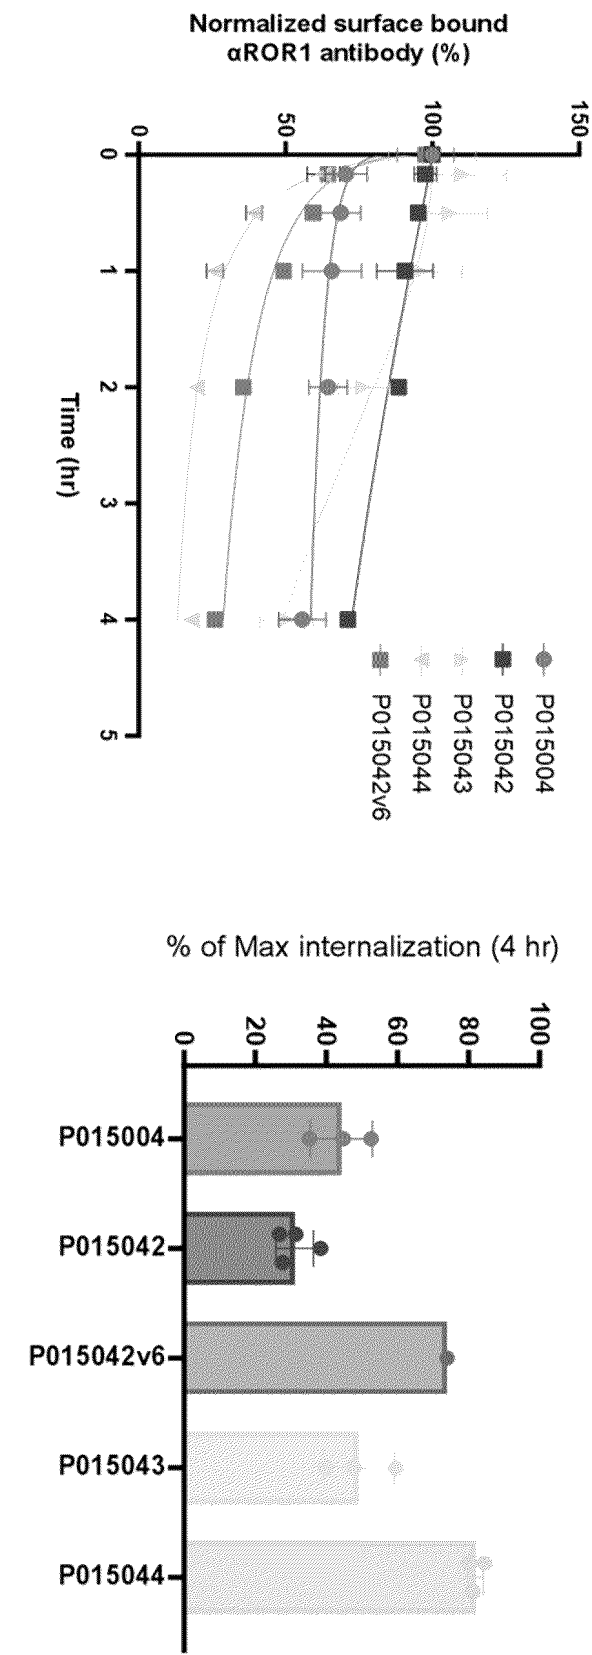 Normalized surface bound
αROR1 antibody (%)
150
100
50
0
0
1
2
3
4
5
Time (hr)
P015004
P015042
P015043
P015044
P015042v6
% of Max internalization (4 hr)
100
80
60
40
20
0
P015004
P015042
P015042v6
P015043
P015044